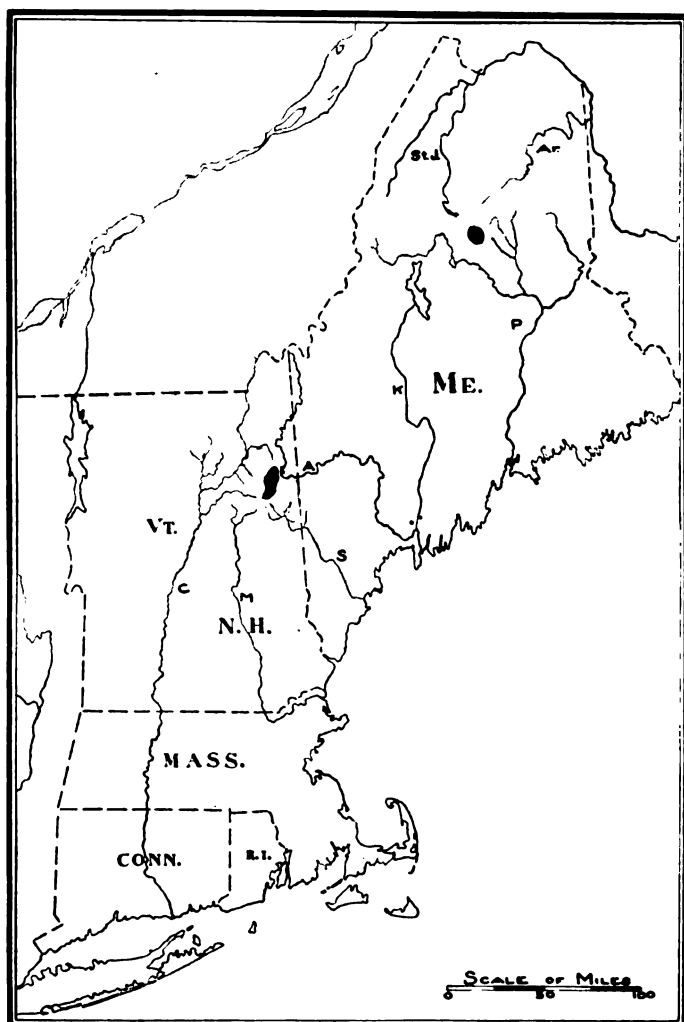 St.J.
Ar.
P
K
ME.
A
VT.
S
C
M
N.H.
MASS.
CONN.
R.I.
SCALE OF MILES
0 50 100